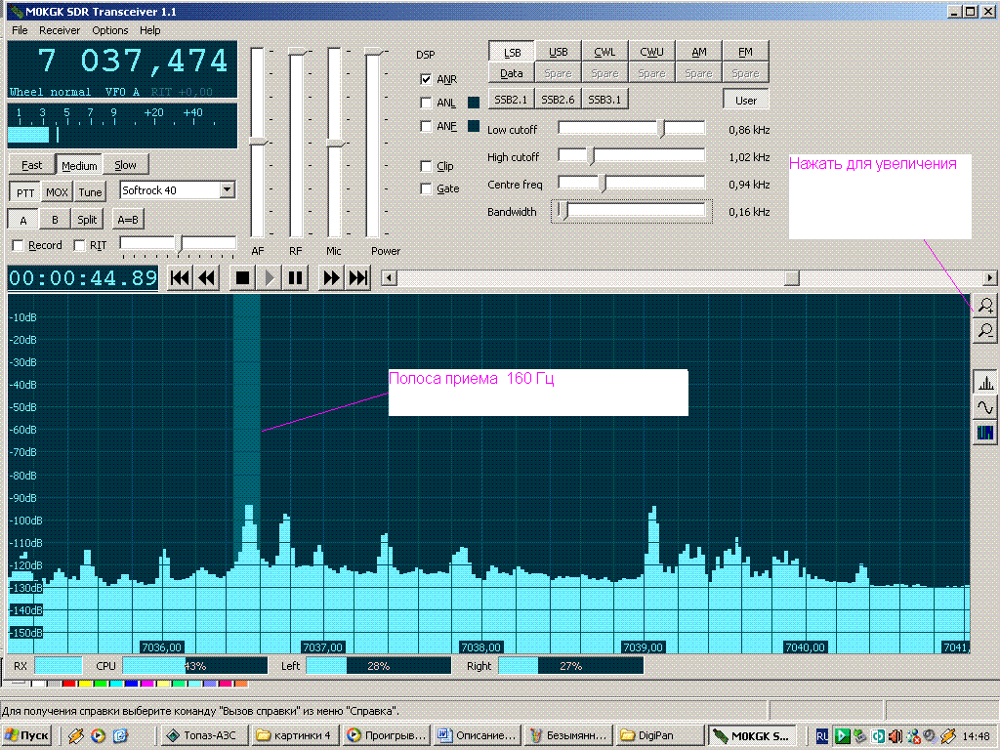 M0KGK SDR Transceiver 1.1
File Receiver Options Help
7 037,474
Wheel normal VFO A RIT +0,00
1 3 5 7 9 +20 +40
Fast Medium Slow
PTT MOX Tune Softrock 40
A B Split A=B
Record RIT
AF RF Mic Power
DSP
ANR
ANL
ANF
Clip
Gate
LSB USB CWL CWU AM FM
Data Spare Spare Spare Spare Spare
SSB2.1 SSB2.6 SSB3.1 User
Low cutoff 0,86 kHz
High cutoff 1,02 kHz
Centre freq 0,94 kHz
Bandwidth 0,16 kHz
Нажать для увеличения
00:00:44.89
-10dB
-20dB
-30dB
-40dB
-50dB
-60dB
-70dB
-80dB
-90dB
-100dB
-110dB
-120dB
-130dB
-140dB
-150dB
Полоса приема 160 Гц
7036,00 7037,00 7038,00 7039,00 7040,00 7041,
RX CPU 43% Left 28% Right 27%
Для получения справки выберите команду "Вызов справки" из меню "Справка".
Пуск Топаз-АЗС картинки 4 Проигрыв... Описание... Безымянн... DigiPan M0KGK S... RL 14:48